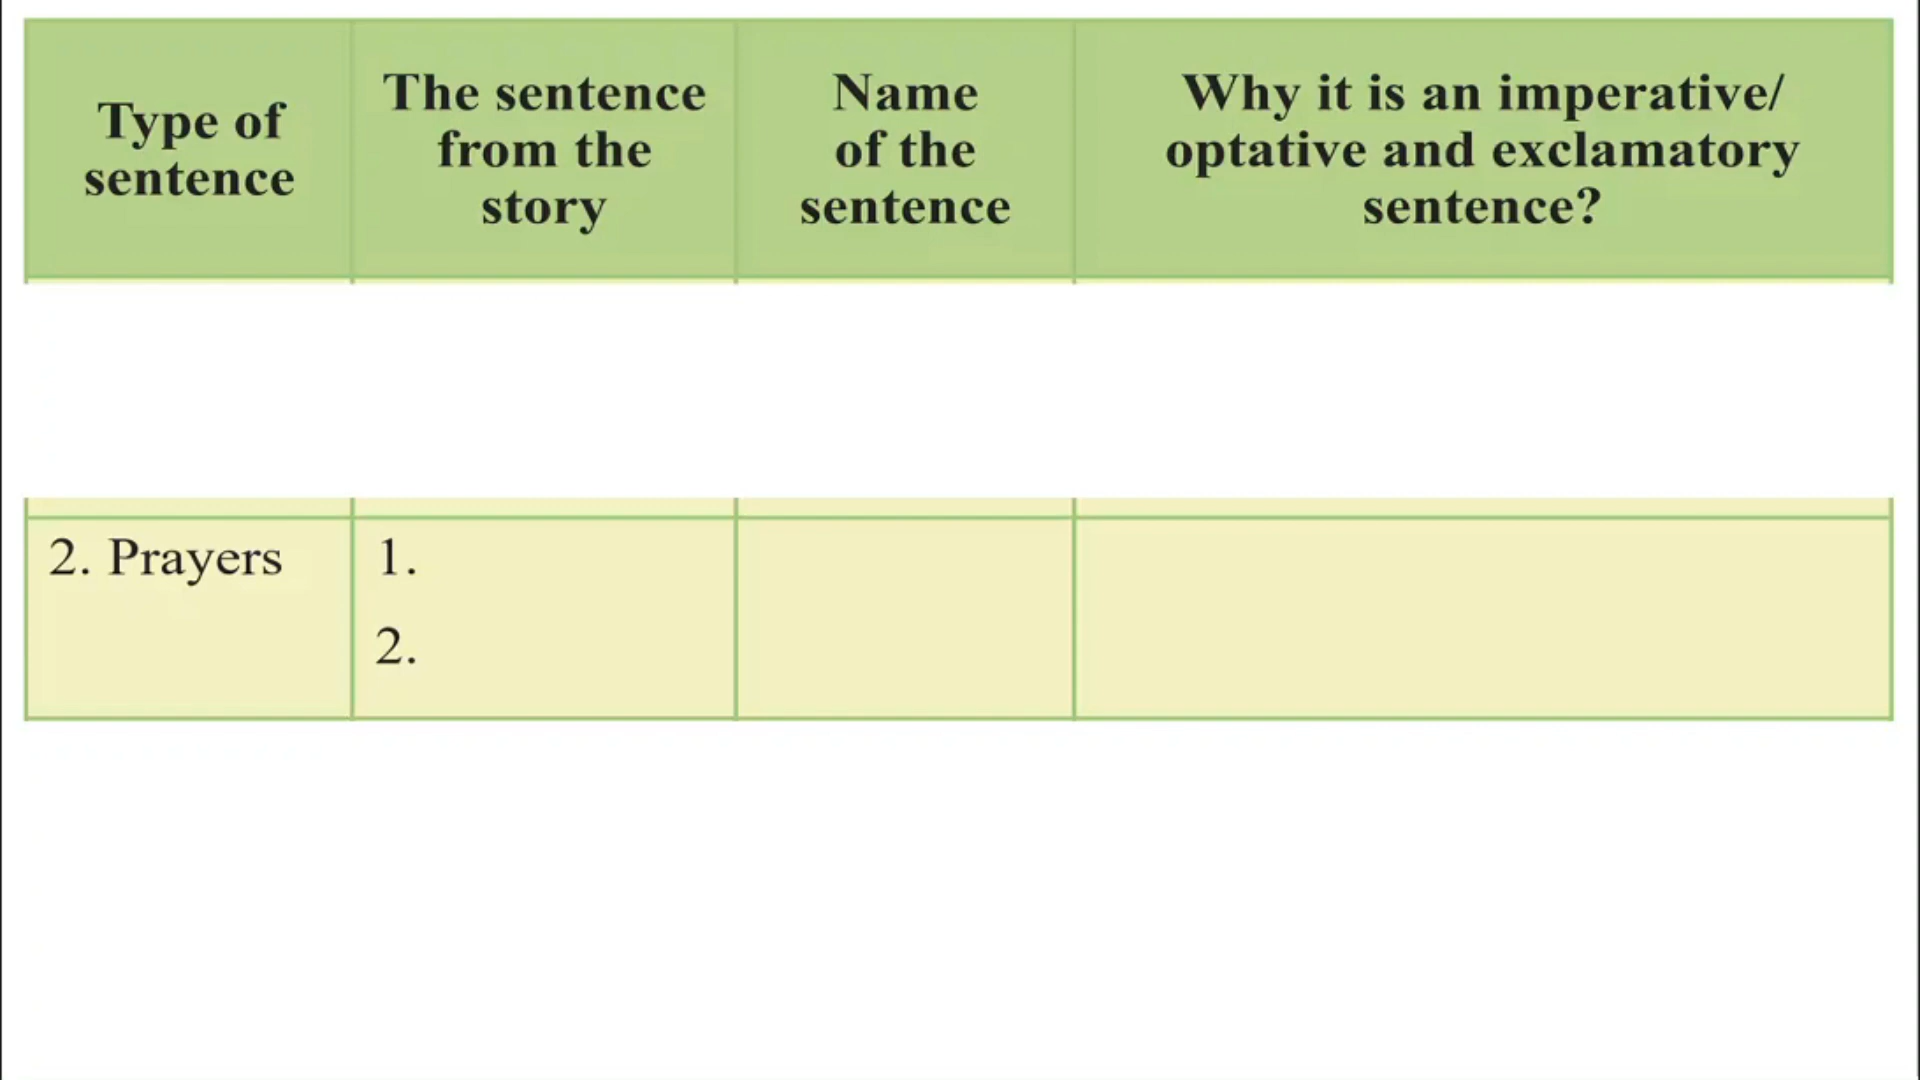 Type of
sentence
The sentence
from the
story
Name
of the
sentence
Why it is an imperative/
optative and exclamatory
sentence?
2. Prayers
1.
2.